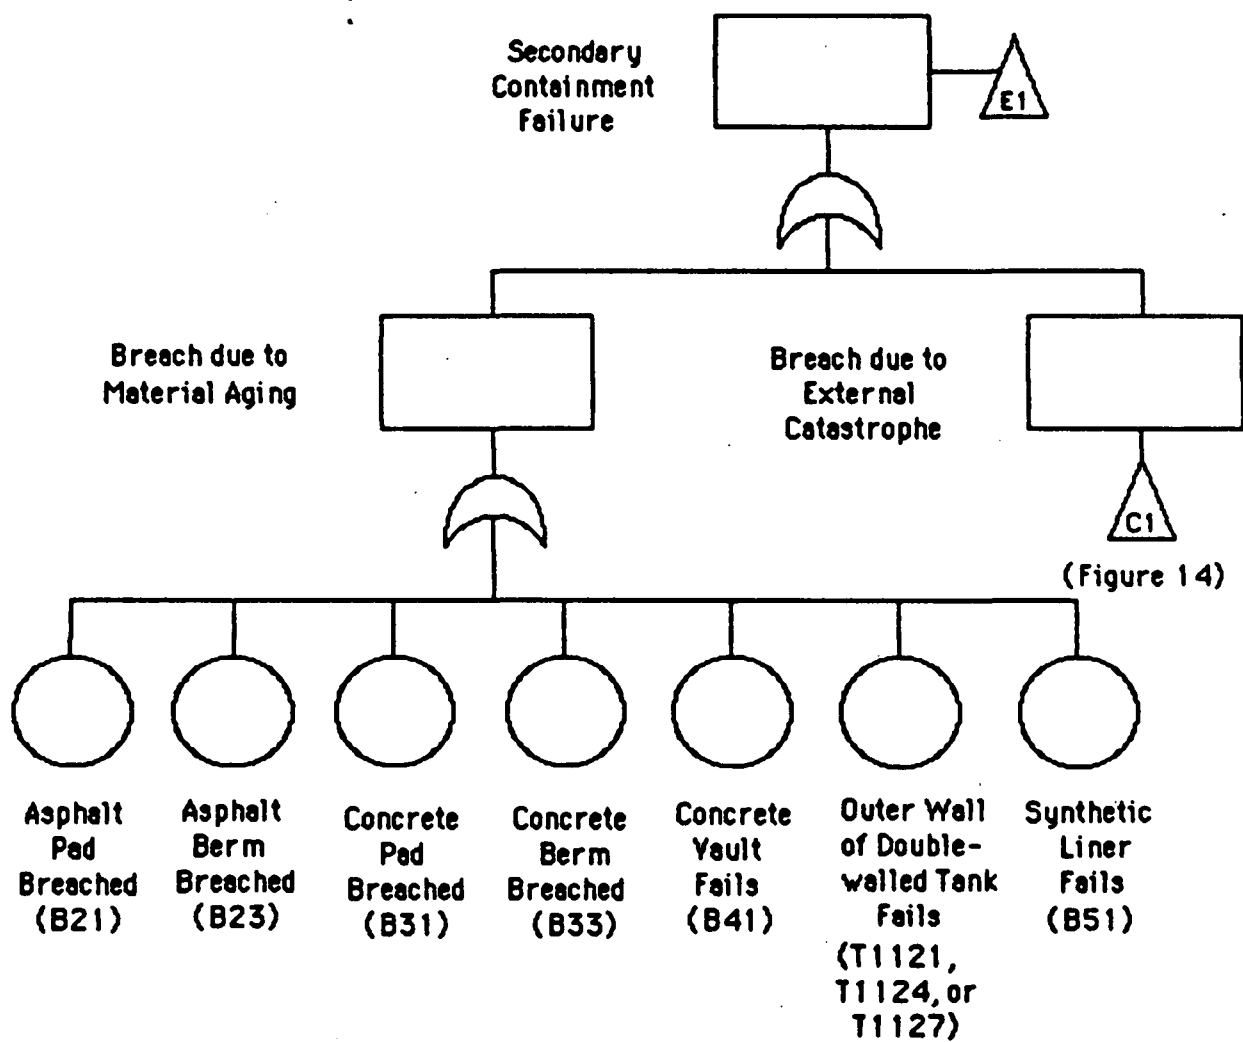 Secondary
Containment
Failure
E1
Breach due to
Material Aging
Breach due to
External
Catastrophe
C1
(Figure 14)
Asphalt
Pad
Breached
(B21)
Asphalt
Berm
Breached
(B23)
Concrete
Pad
Breached
(B31)
Concrete
Berm
Breached
(B33)
Concrete
Vault
Fails
(B41)
Outer Wall
of Double-
walled Tank
Fails
(T1121,
T1124, or
T1127)
Synthetic
Liner
Fails
(B51)